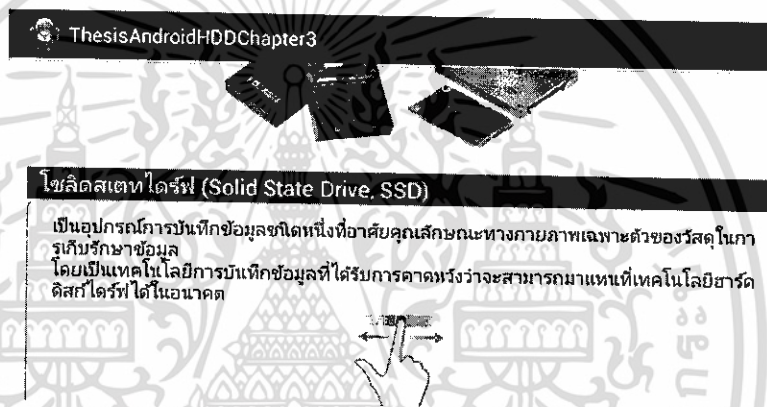 ThesisAndroidHDDChapter3
โซลิดสเตทไดร์ฟ (Solid State Drive, SSD)
เป็นอุปกรณ์การบันทึกข้อมูลชนิดหนึ่งที่อาศัยคุณลักษณะทางกายภาพเฉพาะตัวของวัสดุในกา
รเก็บรักษาข้อมูล
โดยเป็นเทคโนโลยีการบันทึกข้อมูลที่ได้รับการคาดหวังว่าจะสามารถมาแทนที่เทคโนโลยีฮาร์ด
ดิสก์ไดร์ฟได้ในอนาคต